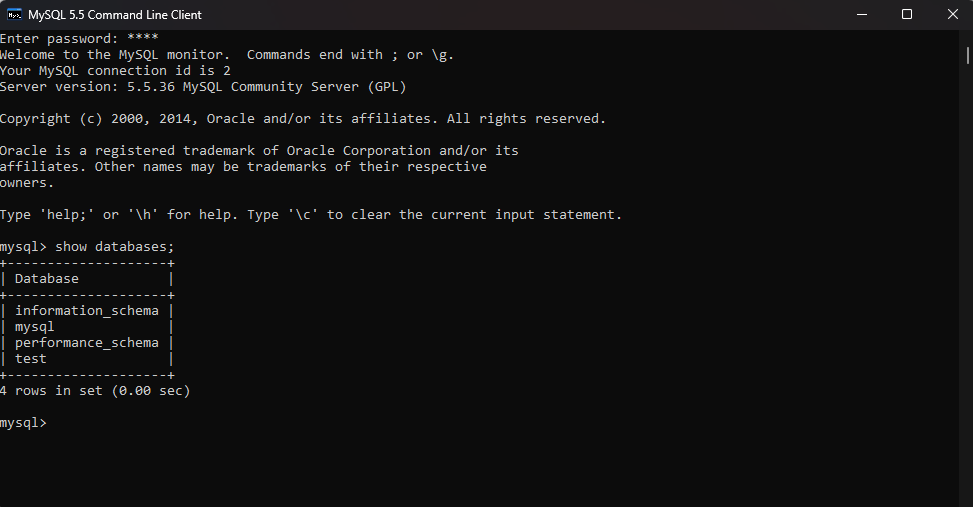 MySQL 5.5 Command Line Client
Enter password: ****
Welcome to the MySQL monitor.  Commands end with ; or \g.
Your MySQL connection id is 2
Server version: 5.5.36 MySQL Community Server (GPL)
Copyright (c) 2000, 2014, Oracle and/or its affiliates. All rights reserved.
Oracle is a registered trademark of Oracle Corporation and/or its
affiliates. Other names may be trademarks of their respective
owners.
Type 'help;' or '\h' for help. Type '\c' to clear the current input statement.
mysql> show databases;
+--------------------+
| Database           |
+--------------------+
| information_schema |
| mysql              |
| performance_schema |
| test               |
+--------------------+
4 rows in set (0.00 sec)
mysql>